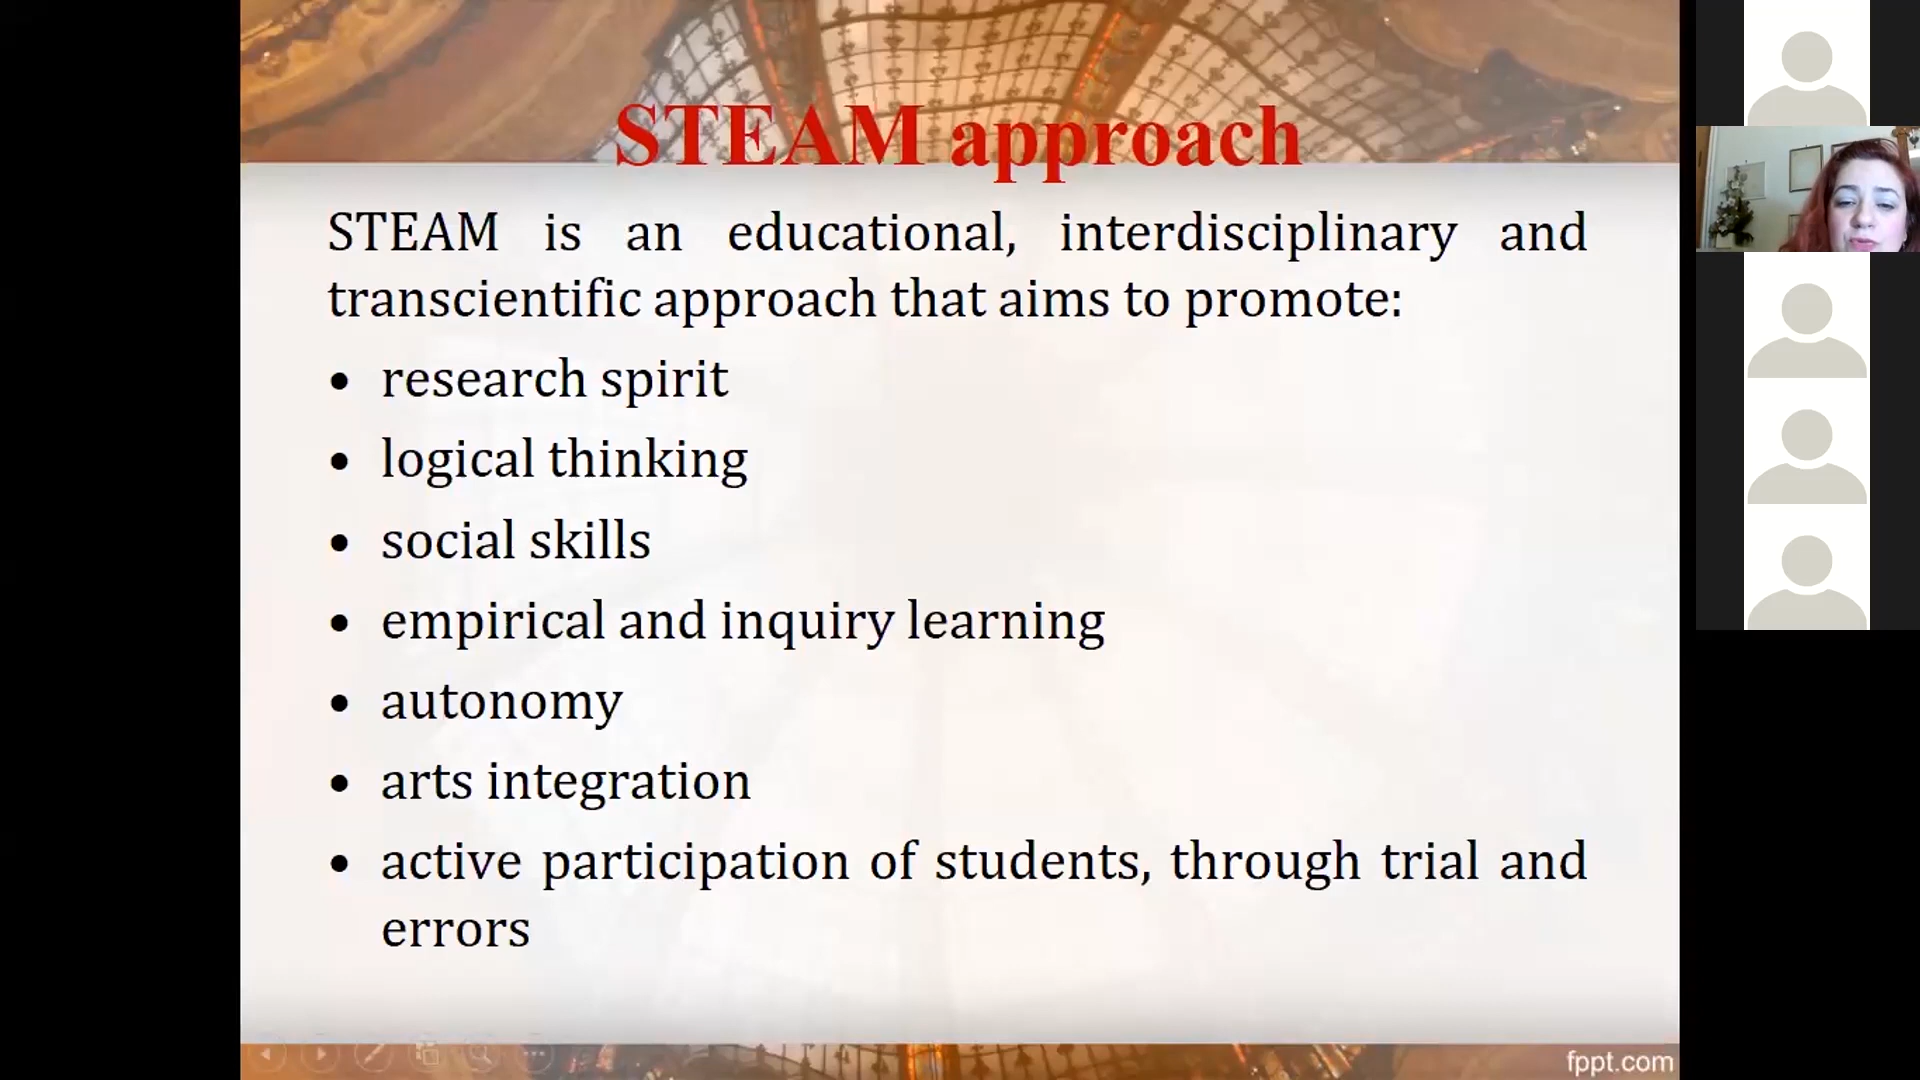 STEAM approach
STEAM is an educational, interdisciplinary and
transcientific approach that aims to promote:
• research spirit
• logical thinking
• social skills
• empirical and inquiry learning
• autonomy
• arts integration
• active participation of students, through trial and
errors
fppt.com